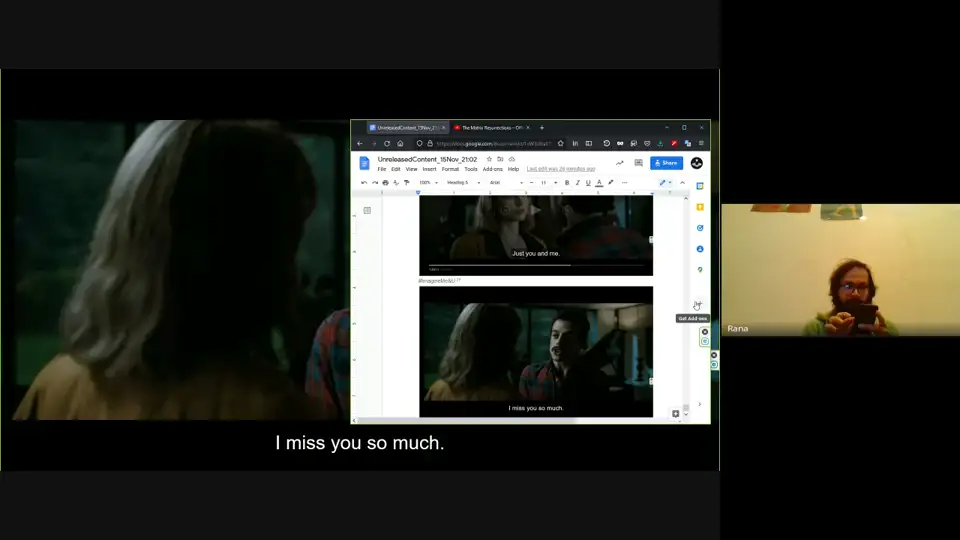 UnreleasedContent_15Nov_21
The Matrix Resurrections – Offi
UnreleasedContent_15Nov_21:02
File Edit View Insert Format Tools Add-ons Help
Last edit was 26 minutes ago
Share
100% Heading 5 Arial 11 B I U A
Just you and me.
I miss you so much.
Get Add-ons
I miss you so much.
Rana